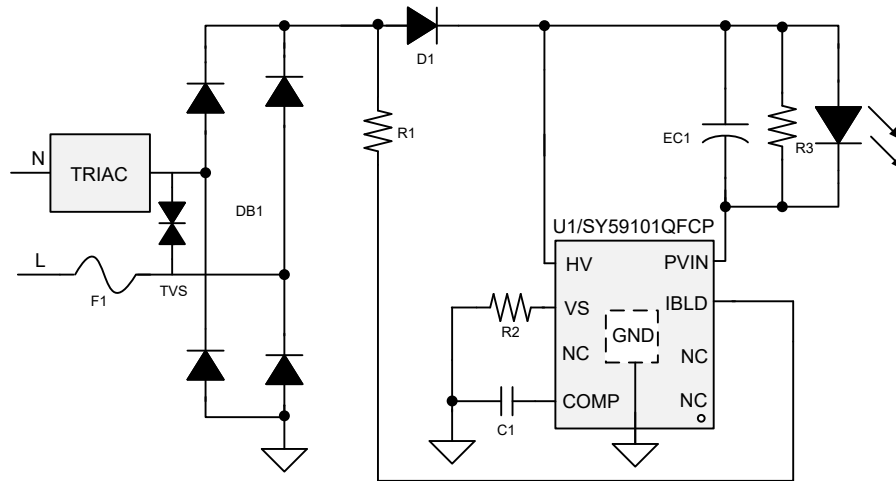 D1
R1
EC1
R3
N
TRIAC
DB1
L
F1
TVS
U1/SY59101QFCP
HV
PVIN
VS
IBLD
R2
GND
NC
NC
COMP
NC
C1